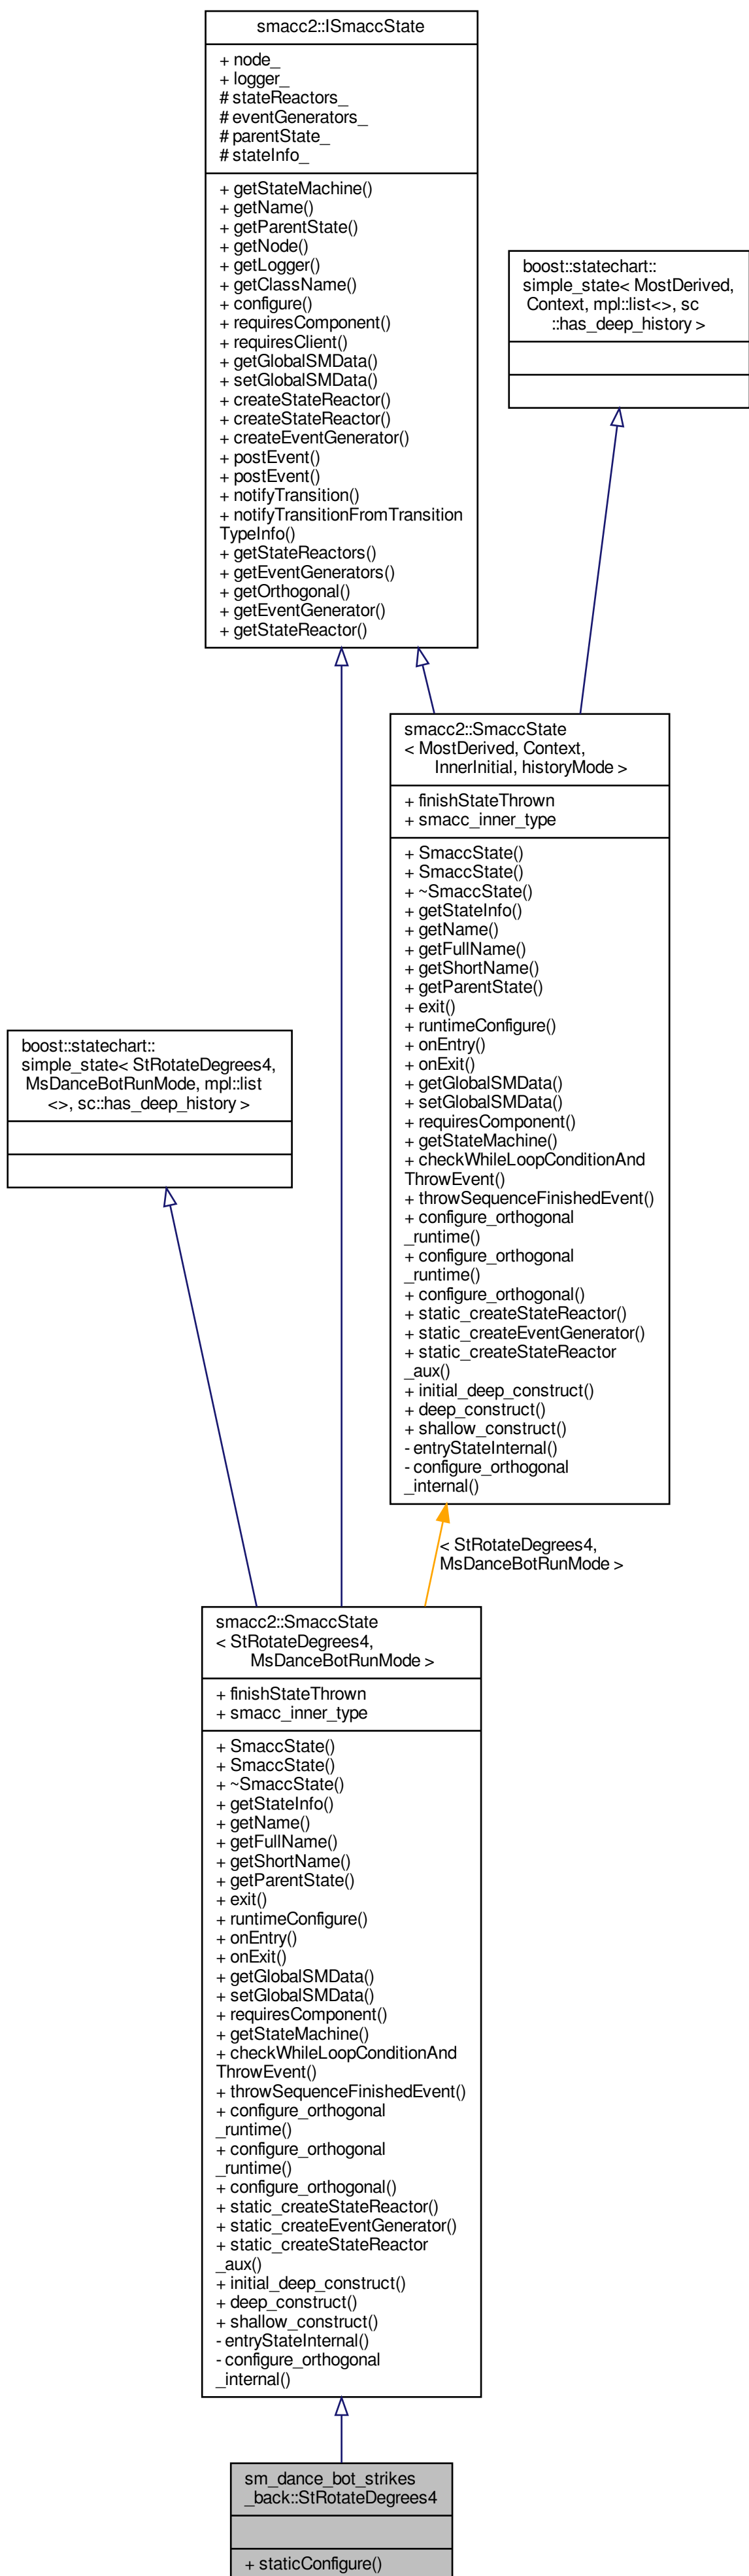 smacc2::ISmaccState
+ node_
+ logger_
# stateReactors_
# eventGenerators_
# parentState_
# stateInfo_
+ getStateMachine()
+ getName()
+ getParentState()
+ getNode()
+ getLogger()
+ getClassName()
+ configure()
+ requiresComponent()
+ requiresClient()
+ getGlobalSMData()
+ setGlobalSMData()
+ createStateReactor()
+ createStateReactor()
+ createEventGenerator()
+ postEvent()
+ postEvent()
+ notifyTransition()
+ notifyTransitionFromTransition
TypeInfo()
+ getStateReactors()
+ getEventGenerators()
+ getOrthogonal()
+ getEventGenerator()
+ getStateReactor()
boost::statechart::
simple_state< MostDerived,
Context, mpl::list<>, sc
::has_deep_history >
smacc2::SmaccState
< MostDerived, Context,
InnerInitial, historyMode >
+ finishStateThrown
+ smacc_inner_type
+ SmaccState()
+ SmaccState()
+ ~SmaccState()
+ getStateInfo()
+ getName()
+ getFullName()
+ getShortName()
+ getParentState()
+ exit()
+ runtimeConfigure()
+ onEntry()
+ onExit()
+ getGlobalSMData()
+ setGlobalSMData()
+ requiresComponent()
+ getStateMachine()
+ checkWhileLoopConditionAnd
ThrowEvent()
+ throwSequenceFinishedEvent()
+ configure_orthogonal
_runtime()
+ configure_orthogonal
_runtime()
+ configure_orthogonal()
+ static_createStateReactor()
+ static_createEventGenerator()
+ static_createStateReactor
_aux()
+ initial_deep_construct()
+ deep_construct()
+ shallow_construct()
- entryStateInternal()
- configure_orthogonal
_internal()
boost::statechart::
simple_state< StRotateDegrees4,
MsDanceBotRunMode, mpl::list
<>, sc::has_deep_history >
< StRotateDegrees4,
MsDanceBotRunMode >
smacc2::SmaccState
< StRotateDegrees4,
MsDanceBotRunMode >
+ finishStateThrown
+ smacc_inner_type
+ SmaccState()
+ SmaccState()
+ ~SmaccState()
+ getStateInfo()
+ getName()
+ getFullName()
+ getShortName()
+ getParentState()
+ exit()
+ runtimeConfigure()
+ onEntry()
+ onExit()
+ getGlobalSMData()
+ setGlobalSMData()
+ requiresComponent()
+ getStateMachine()
+ checkWhileLoopConditionAnd
ThrowEvent()
+ throwSequenceFinishedEvent()
+ configure_orthogonal
_runtime()
+ configure_orthogonal
_runtime()
+ configure_orthogonal()
+ static_createStateReactor()
+ static_createEventGenerator()
+ static_createStateReactor
_aux()
+ initial_deep_construct()
+ deep_construct()
+ shallow_construct()
- entryStateInternal()
- configure_orthogonal
_internal()
sm_dance_bot_strikes
_back::StRotateDegrees4
+ staticConfigure()